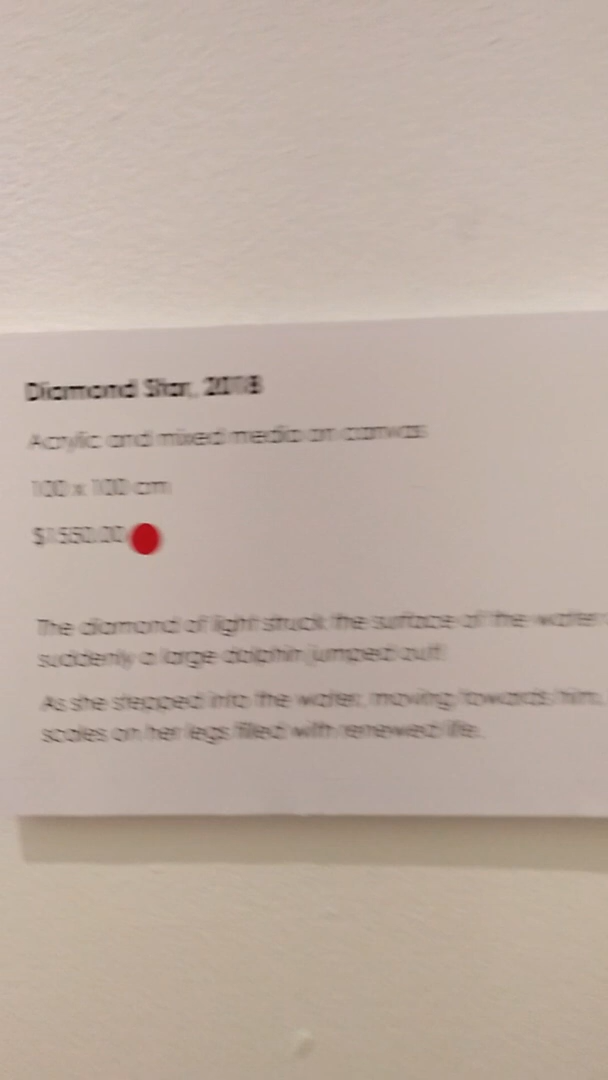 Diamond Star, 2018
Acrylic and mixed media on canvas
100 x 100 cm
$1550.00
The diamond of light struck the surface of the water
suddenly a large dolphin jumped out.
As she stepped into the water, moving towards him,
scales on her legs filled with renewed life.